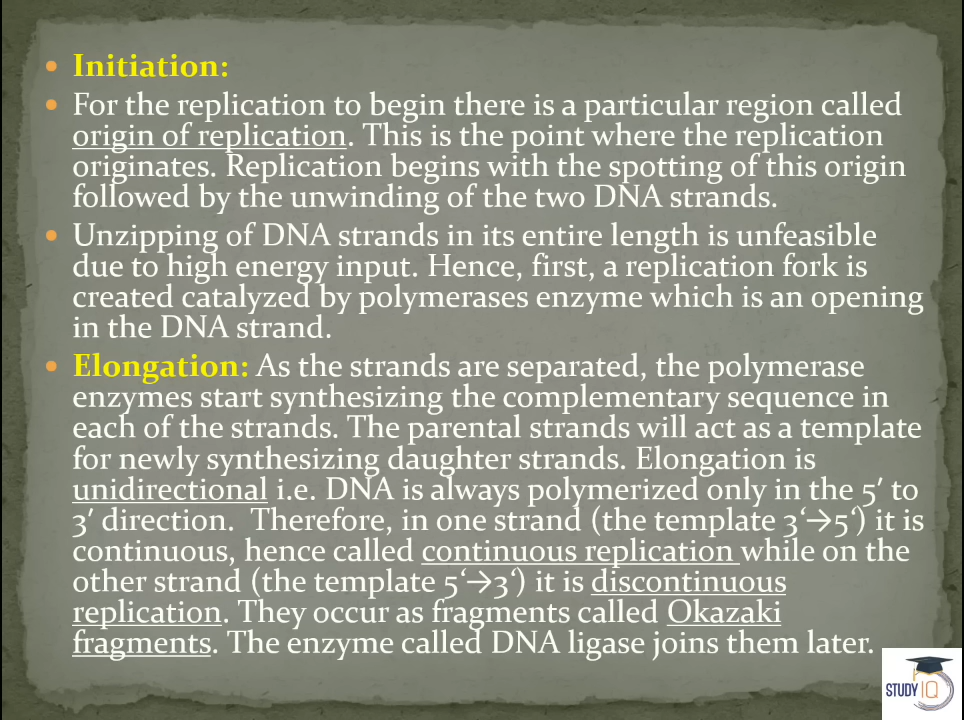 Initiation:
For the replication to begin there is a particular region called
origin of replication. This is the point where the replication
originates. Replication begins with the spotting of this origin
followed by the unwinding of the two DNA strands.
Unzipping of DNA strands in its entire length is unfeasible
due to high energy input. Hence, first, a replication fork is
created catalyzed by polymerases enzyme which is an opening
in the DNA strand.
Elongation: As the strands are separated, the polymerase
enzymes start synthesizing the complementary sequence in
each of the strands. The parental strands will act as a template
for newly synthesizing daughter strands. Elongation is
unidirectional i.e. DNA is always polymerized only in the 5′ to
3′ direction.  Therefore, in one strand (the template 3‘→5‘) it is
continuous, hence called continuous replication while on the
other strand (the template 5‘→3‘) it is discontinuous
replication. They occur as fragments called Okazaki
fragments. The enzyme called DNA ligase joins them later.
STUDY IQ